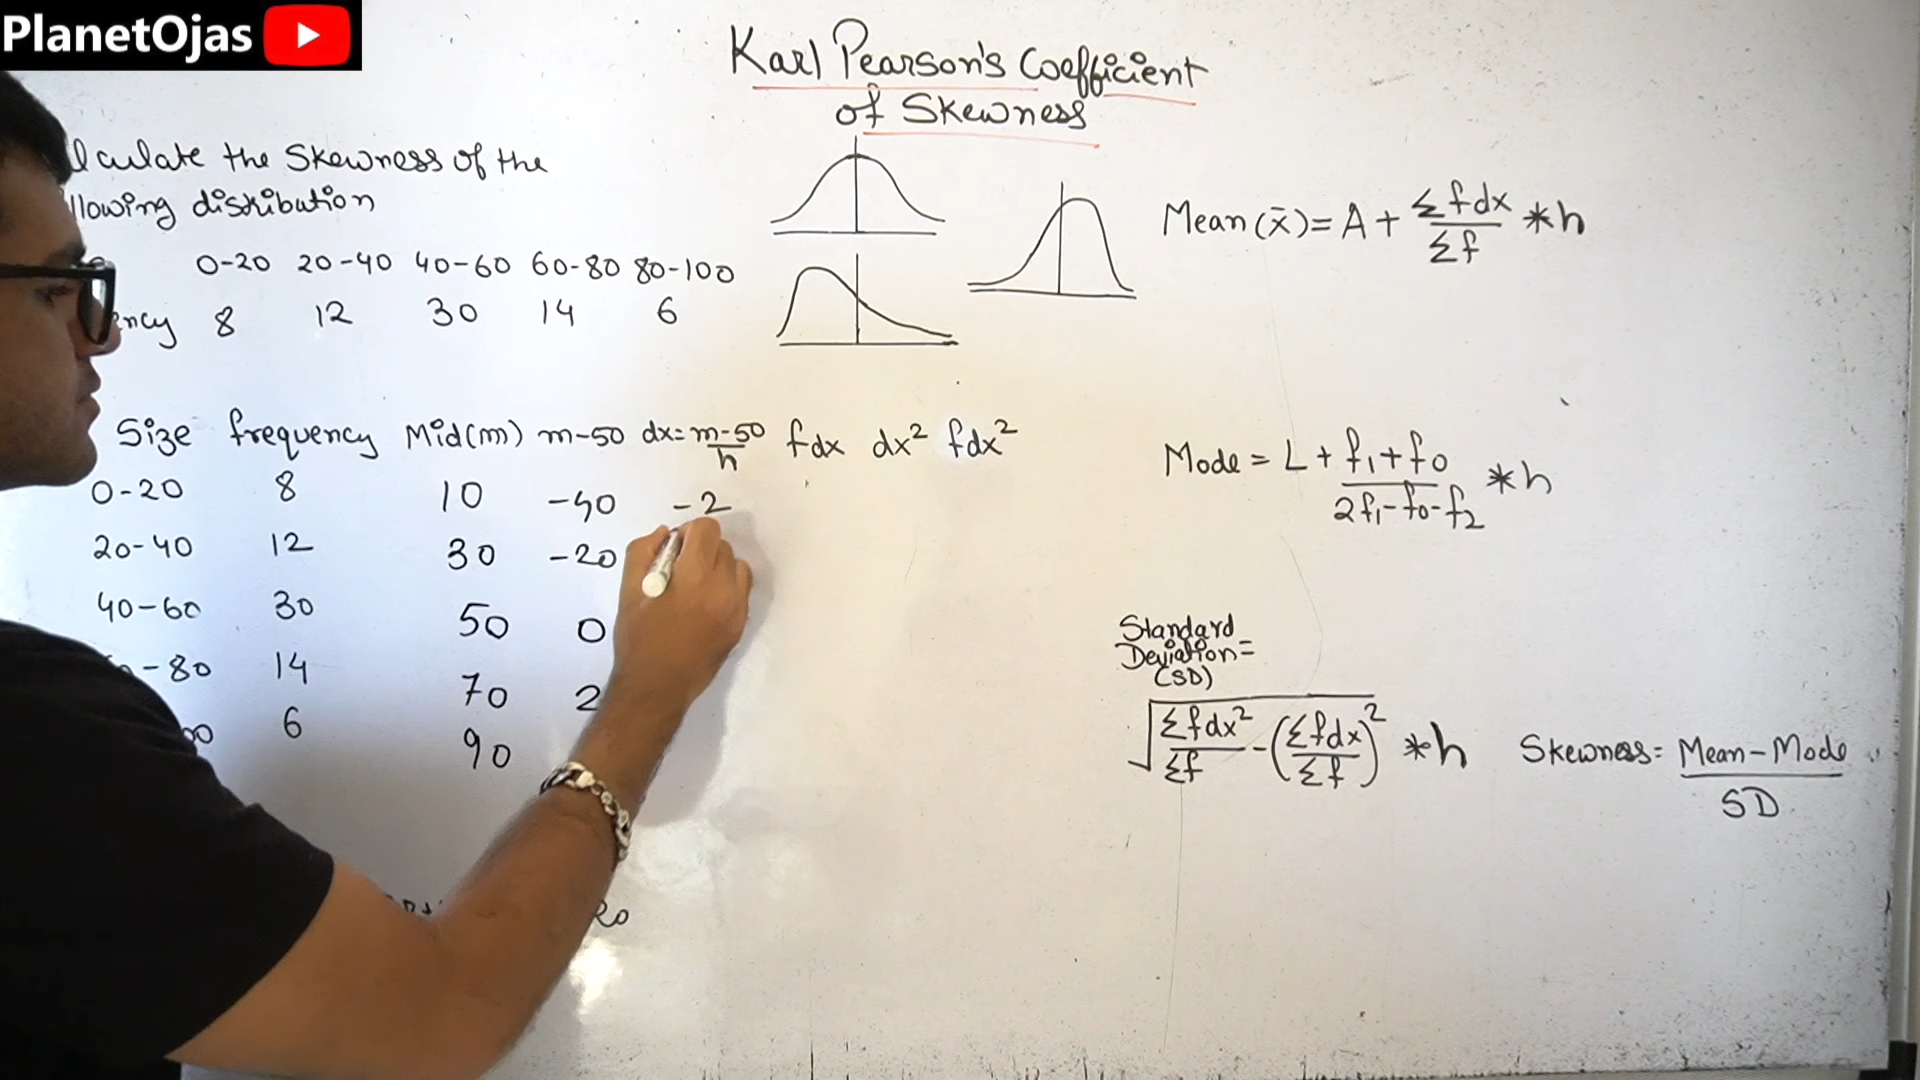 PlanetOjas
Karl Pearson's Coefficient
of Skewness
lculate the Skewness of the
llowing distribution
0-20 20-40 40-60 60-80 80-100
ency 8 12 30 14 6
Mean (x̄) = A + Σfdx / Σf * h
Size frequency Mid(m) m-50 dx = m-50 / h fdx dx² fdx²
0-20 8 10 -40 -2
20-40 12 30 -20
40-60 30 50 0
-80 14 70 2
00 6 90
Mode = L + f₁+f₀ / 2f₁-f₀-f₂ * h
Standard
Deviation =
(SD)
√ Σfdx² / Σf - (Σfdx / Σf)² * h
Skewness = Mean-Mode / SD